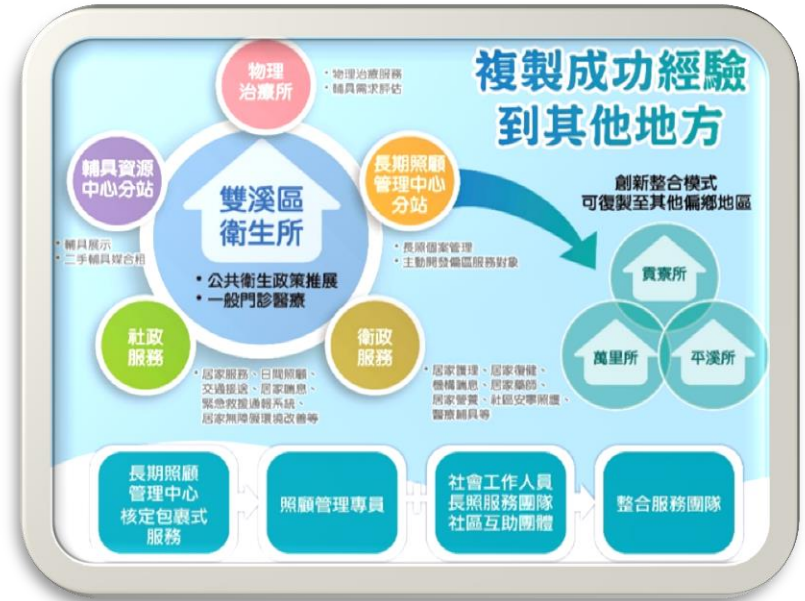 複製成功經驗
到其他地方
物理
治療所
• 物理治療服務
• 輔具需求評估
輔具資源
中心分站
• 輔具展示
• 二手輔具媒合租
雙溪區
衛生所
• 公共衛生政策推展
• 一般門診醫療
長期照顧
管理中心
分站
• 長照個案管理
• 主動開發偏區服務對象
社政
服務
• 居家服務、日間照顧、
交通接送、居家喘息、
緊急救援通報系統、
居家無障礙環境改善等
衛政
服務
• 居家護理、居家復健、
機構喘息、居家藥師、
居家營養、社區安寧照護、
醫療輔具等
創新整合模式
可複製至其他偏鄉地區
貢寮所
萬里所
平溪所
長期照顧
管理中心
核定包裹式
服務
照顧管理專員
社會工作人員
長照服務團隊
社區互助團體
整合服務團隊